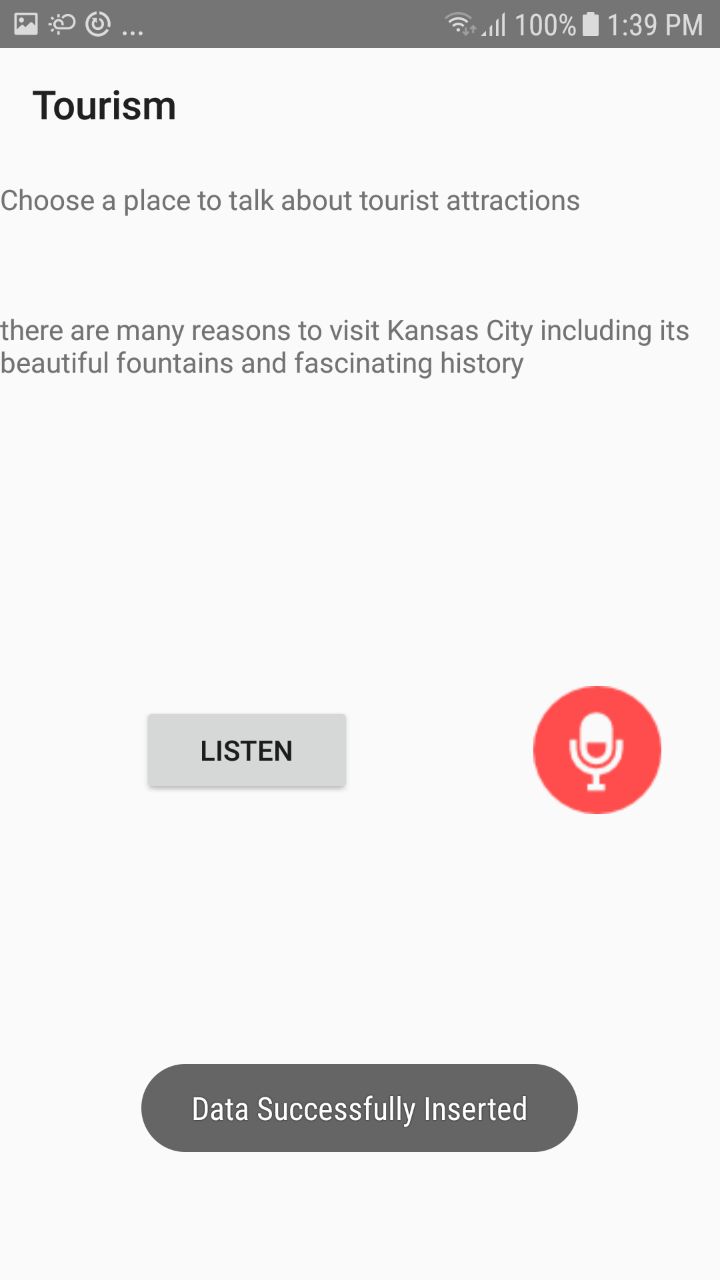 ... 100% 1:39 PM
Tourism
Choose a place to talk about tourist attractions
there are many reasons to visit Kansas City including its
beautiful fountains and fascinating history
LISTEN
Data Successfully Inserted